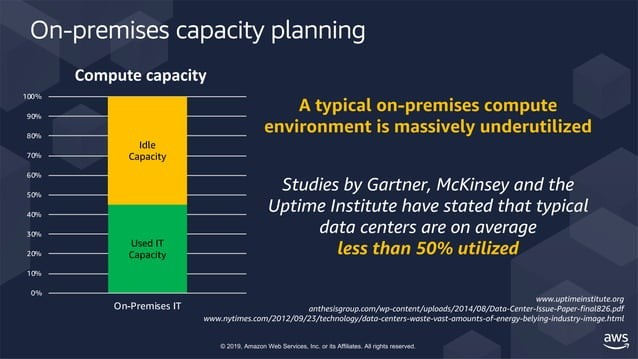 On-premises capacity planning
Compute capacity
100%
90%
80%
70%
60%
50%
40%
30%
20%
10%
0%
Idle
Capacity
Used IT
Capacity
On-Premises IT
A typical on-premises compute
environment is massively underutilized
Studies by Gartner, McKinsey and the
Uptime Institute have stated that typical
data centers are on average
less than 50% utilized
www.uptimeinstitute.org
anthesisgroup.com/wp-content/uploads/2014/08/Data-Center-Issue-Paper-final826.pdf
www.nytimes.com/2012/09/23/technology/data-centers-waste-vast-amounts-of-energy-belying-industry-image.html
© 2019, Amazon Web Services, Inc. or its Affiliates. All rights reserved.
aws